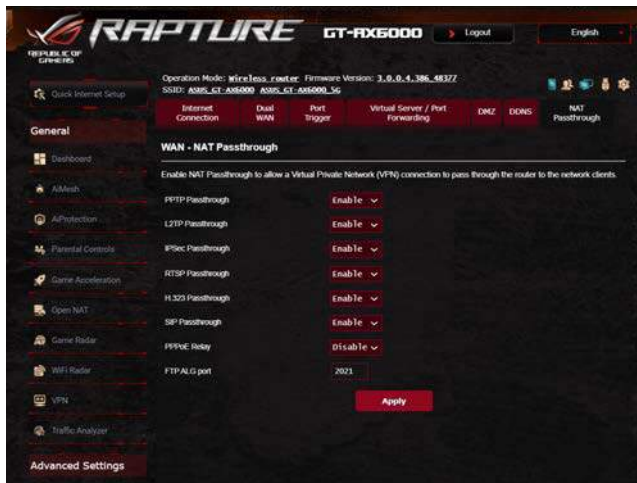 REPUBLIC OF
GAMERS
RAPTURE GT-AX6000 Logout English
Operation Mode: Wireless router Firmware Version: 3.0.0.4.386_48377
SSID: ASUS_GT-AX6000 ASUS_GT-AX6000_5G
Quick Internet Setup
General
Dashboard
AiMesh
AiProtection
Parental Controls
Game Acceleration
Open NAT
Game Radar
WiFi Radar
VPN
Traffic Analyzer
Advanced Settings
Internet Connection Dual WAN Port Trigger Virtual Server / Port Forwarding DMZ DDNS NAT Passthrough
WAN - NAT Passthrough
Enable NAT Passthrough to allow a Virtual Private Network (VPN) connection to pass through the router to the network clients.
PPTP Passthrough Enable
L2TP Passthrough Enable
IPSec Passthrough Enable
RTSP Passthrough Enable
H.323 Passthrough Enable
SIP Passthrough Enable
PPPoE Relay Disable
FTP ALG port 2021
Apply